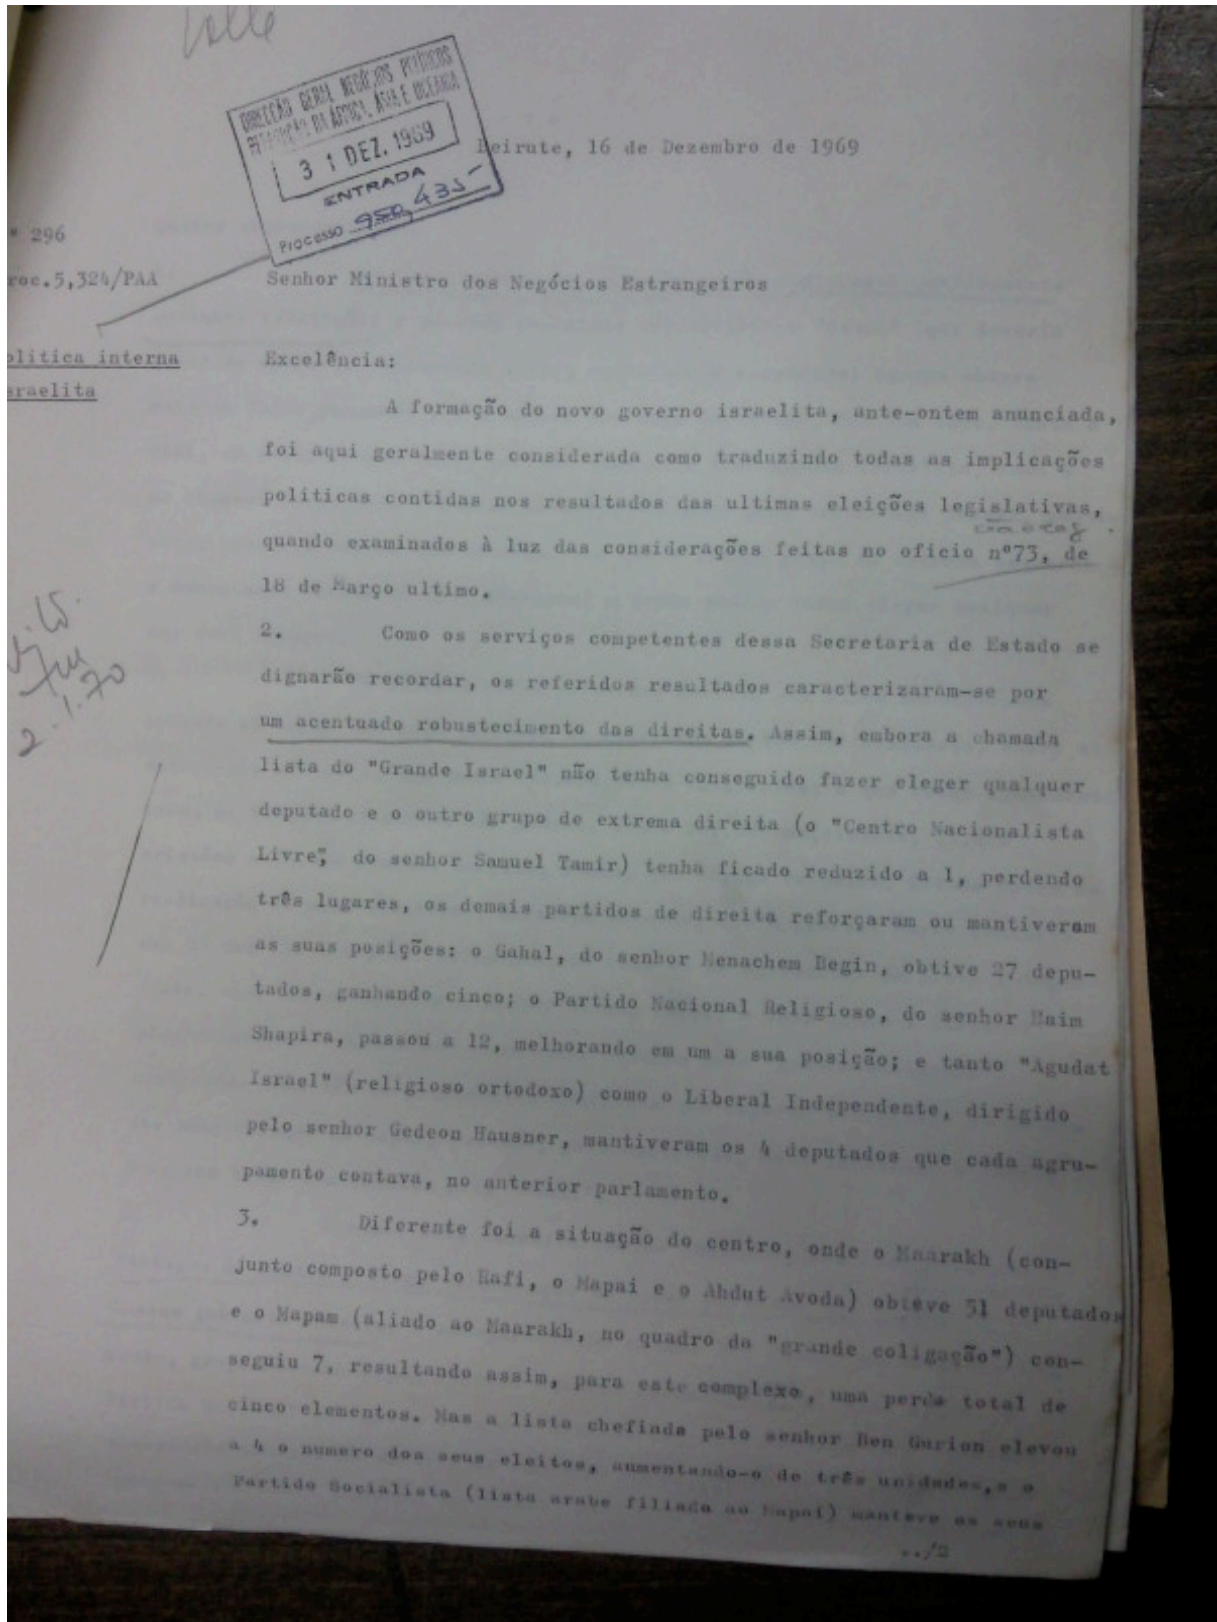 DIRECÇÃO GERAL NEGÓCIOS POLÍTICOS
REPARTIÇÃO DA ÁFRICA, ÁSIA E OCEANIA
31 DEZ. 1969
ENTRADA
Processo 950,435
Beirute, 16 de Dezembro de 1969
º 296
roc.5,324/PAA
Senhor Ministro dos Negócios Estrangeiros
olitica interna
sraelita
Excelência:
A formação do novo governo israelita, ante-ontem anunciada,
foi aqui geralmente considerada como traduzindo todas as implicações
politicas contidas nos resultados das ultimas eleições legislativas,
quando examinados à luz das considerações feitas no oficio nº73, de
18 de Março ultimo.
2. Como os serviços competentes dessa Secretaria de Estado se
dignarão recordar, os referidos resultados caracterizaram-se por
um acentuado robustecimento das direitas. Assim, embora a chamada
lista do "Grande Israel" não tenha conseguido fazer eleger qualquer
deputado e o outro grupo de extrema direita (o "Centro Nacionalista
Livre", do senhor Samuel Tamir) tenha ficado reduzido a 1, perdendo
três lugares, os demais partidos de direita reforçaram ou mantiveram
as suas posições: o Gahal, do senhor Menachem Begin, obtive 27 depu-
tados, ganhando cinco; o Partido Nacional Religioso, do senhor Haim
Shapira, passou a 12, melhorando em um a sua posição; e tanto "Agudat
Israel" (religioso ortodoxo) como o Liberal Independente, dirigido
pelo senhor Gedeon Hausner, mantiveram os 4 deputados que cada agru-
pamento contava, no anterior parlamento.
3. Diferente foi a situação do centro, onde o Maarakh (con-
junto composto pelo Rafi, o Mapai e o Ahdut Avoda) obteve 51 deputados
e o Mapam (aliado ao Maarakh, no quadro da "grande coligação") con-
seguiu 7, resultando assim, para este complexo, uma perda total de
cinco elementos. Mas a lista chefiada pelo senhor Ben Gurion elevou
a 4 o numero dos seus eleitos, aumentando-o de três unidades, e o
Partido Socialista (lista arabe filiada ao Mapai) manteve os seus
../2
2.1.70